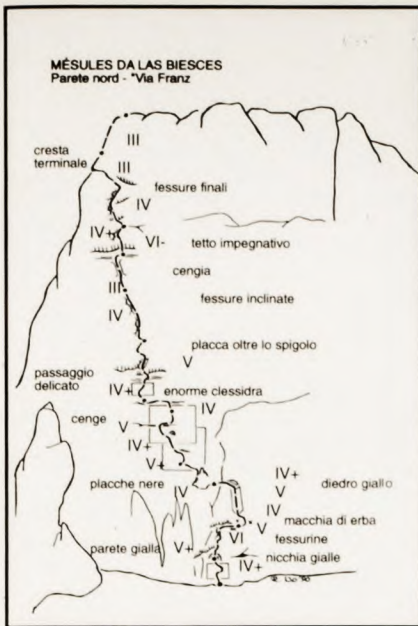 MÉSULES DA LAS BIESCES
Parete nord - "Via Franz
III
cresta
terminale
III
fessure finali
IV
IV+
VI-
tetto impegnativo
cengia
III
fessure inclinate
IV
placca oltre lo spigolo
V
passaggio
delicato
IV+
enorme clessidra
IV
cenge
V
V+
IV+
placche nere
IV
V
diedro giallo
IV
macchia di erba
V
VI
fessurine
parete gialla
V+
nicchia gialle
IV+